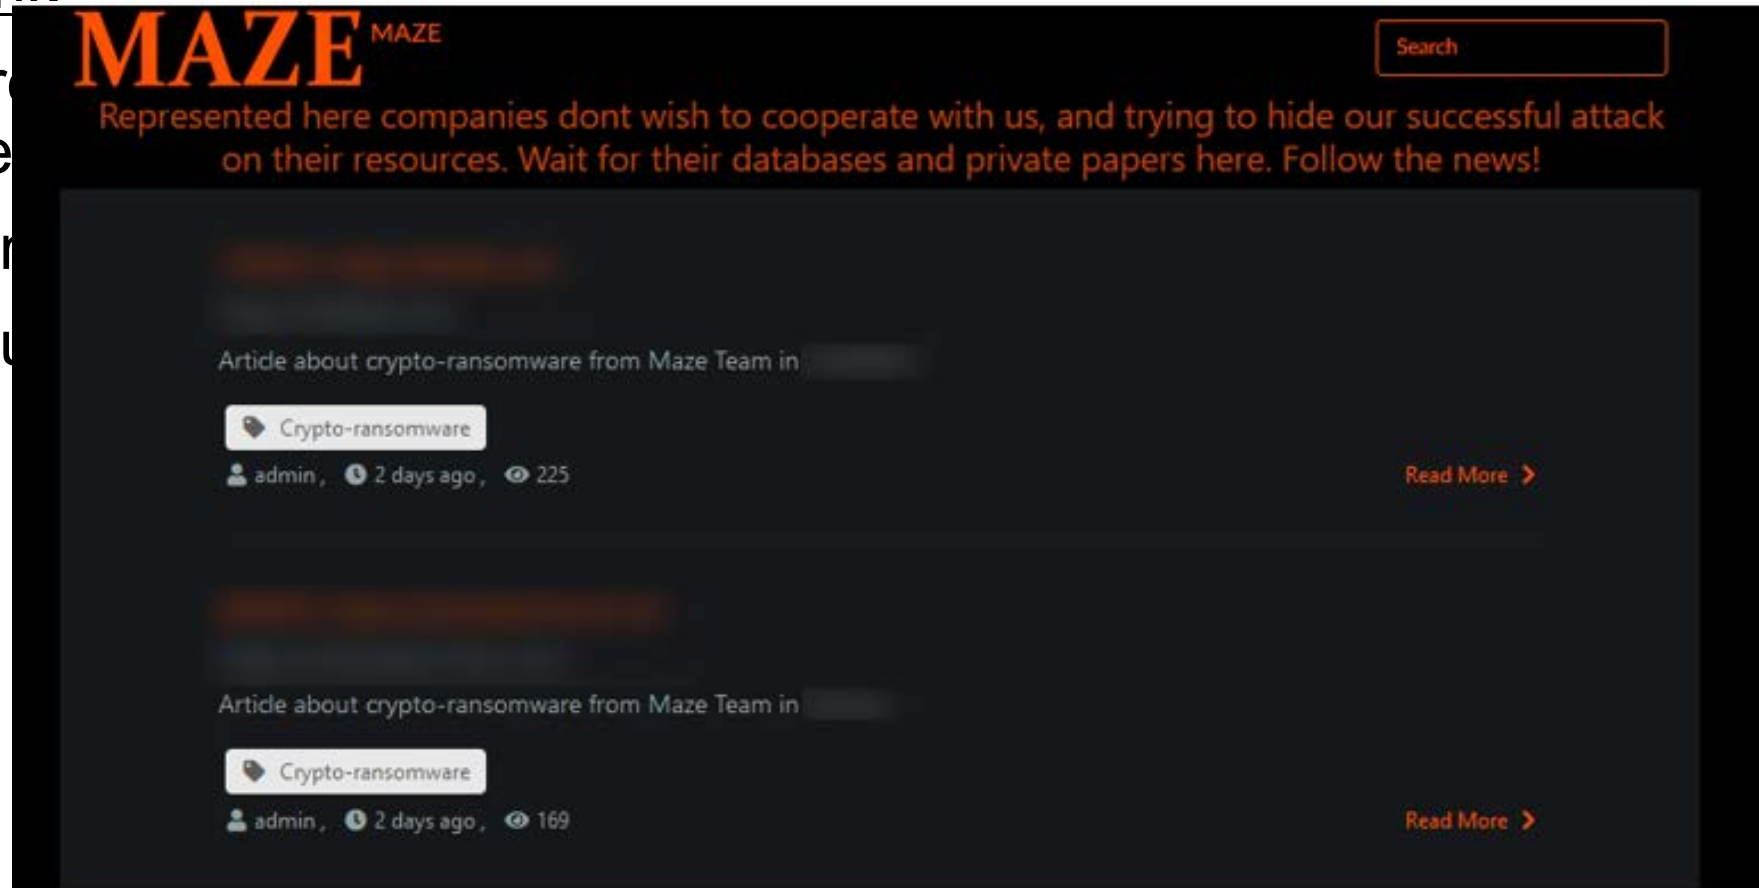 MAZE MAZE
Search
Represented here companies dont wish to cooperate with us, and trying to hide our successful attack
on their resources. Wait for their databases and private papers here. Follow the news!
Article about crypto-ransomware from Maze Team in
Crypto-ransomware
admin, 2 days ago, 225
Read More
Article about crypto-ransomware from Maze Team in
Crypto-ransomware
admin, 2 days ago, 169
Read More